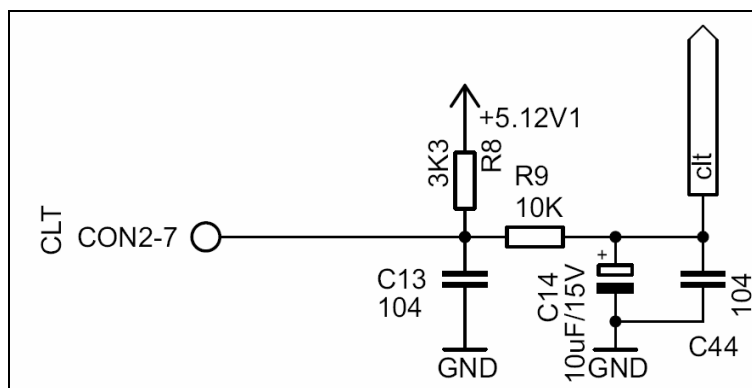 +5.12V1
3K3
R8
clt
R9
10K
CLT
CON2-7
C13
104
+
C14
10uF/15V
104
C44
GND
GND